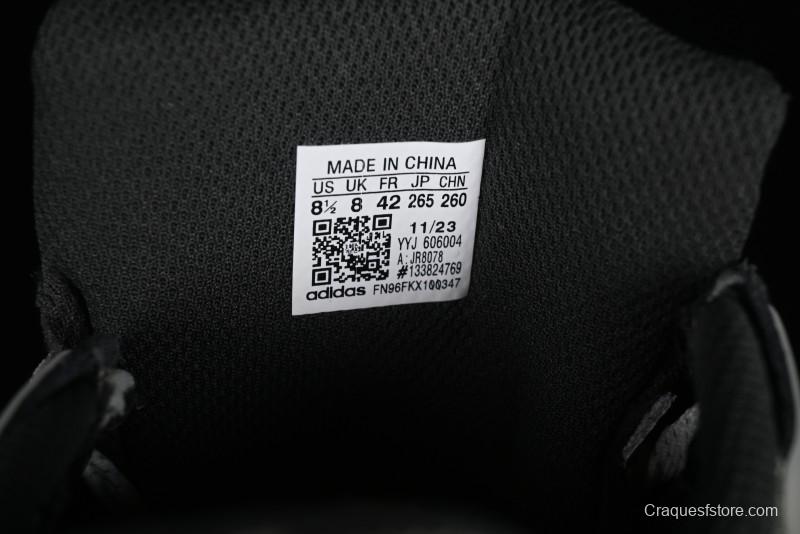 MADE IN CHINA
US UK FR JP CHN
8½ 8 42 265 260
11/23
YYJ 606004
A:JR8078
#133824769
adidas FN96FKX100347
Craquesfstore.com